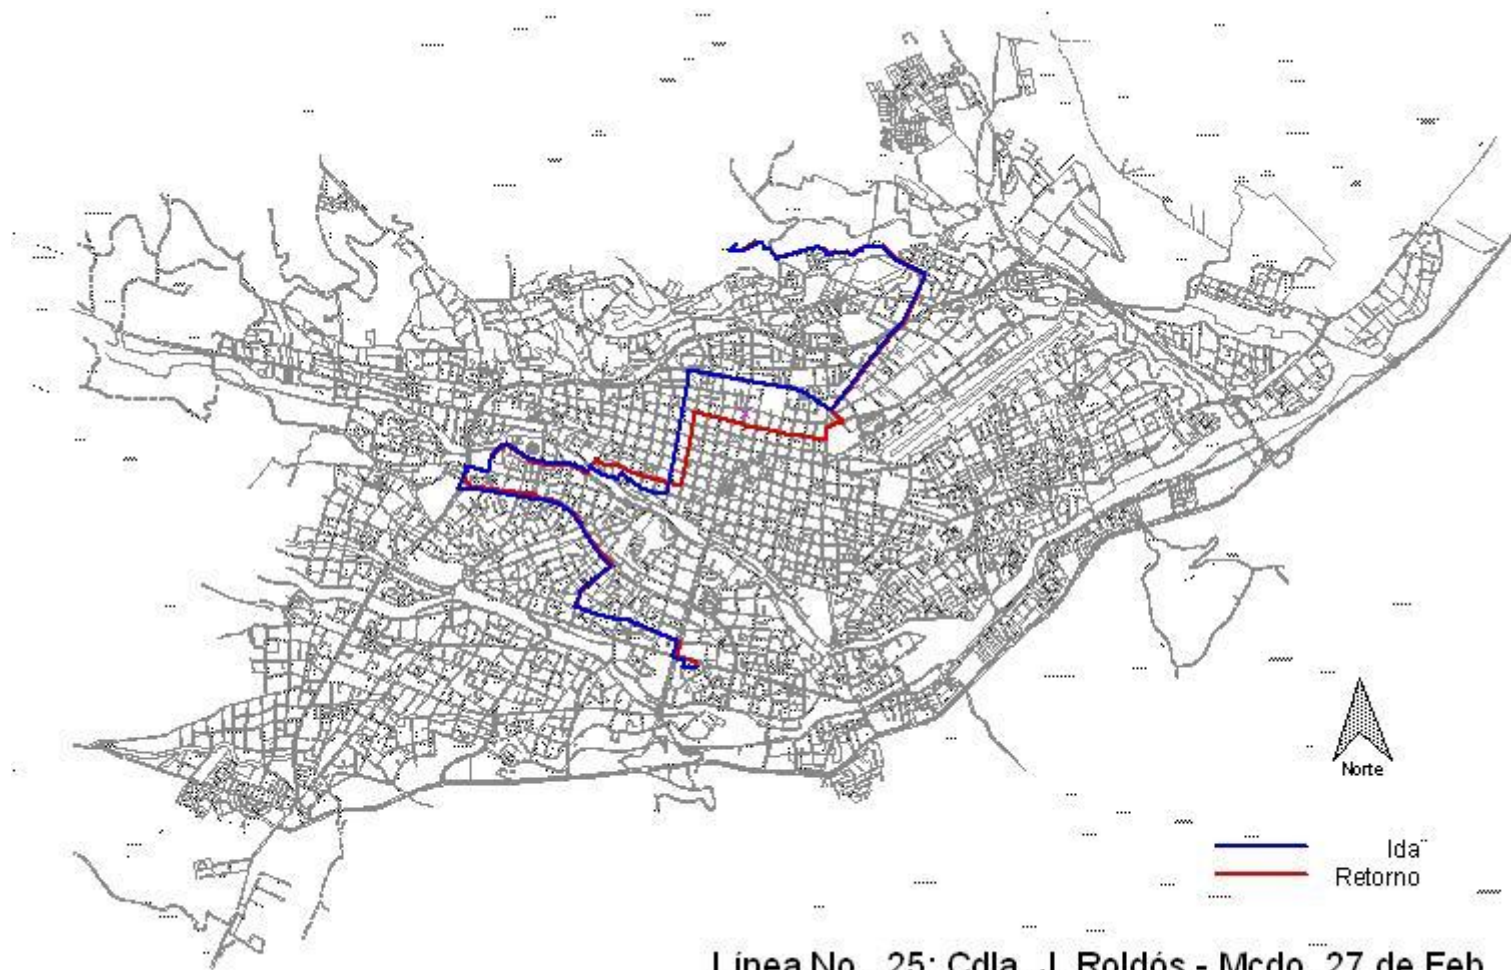 Norte
Ida
Retorno
Línea No. 25: Cdla. J. Roldós - Mcdo. 27 de Feb.